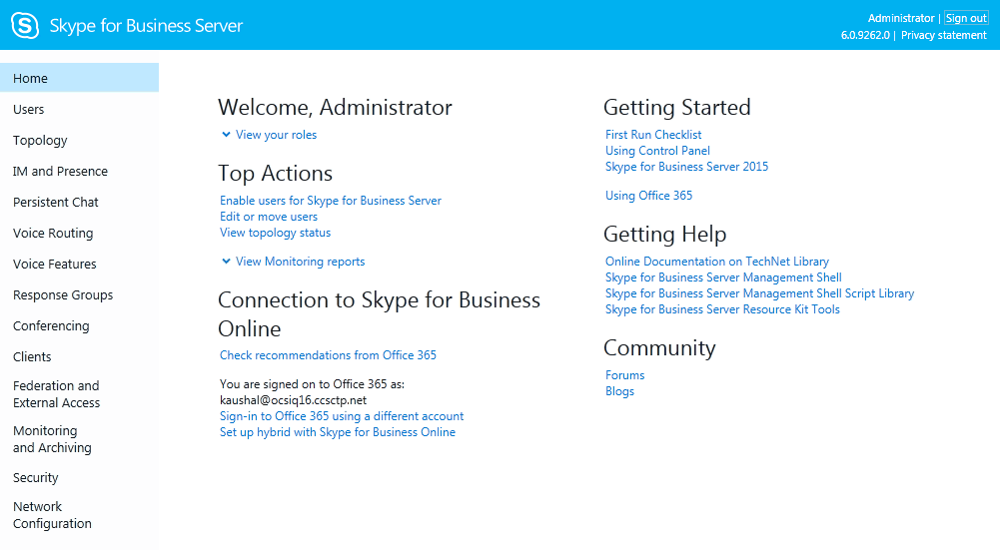 Skype for Business Server
Administrator | Sign out
6.0.9262.0 | Privacy statement
Home
Users
Topology
IM and Presence
Persistent Chat
Voice Routing
Voice Features
Response Groups
Conferencing
Clients
Federation and
External Access
Monitoring
and Archiving
Security
Network
Configuration
Welcome, Administrator
View your roles
Top Actions
Enable users for Skype for Business Server
Edit or move users
View topology status
View Monitoring reports
Connection to Skype for Business
Online
Check recommendations from Office 365
You are signed on to Office 365 as:
kaushal@ocsiq16.ccsctp.net
Sign-in to Office 365 using a different account
Set up hybrid with Skype for Business Online
Getting Started
First Run Checklist
Using Control Panel
Skype for Business Server 2015
Using Office 365
Getting Help
Online Documentation on TechNet Library
Skype for Business Server Management Shell
Skype for Business Server Management Shell Script Library
Skype for Business Server Resource Kit Tools
Community
Forums
Blogs